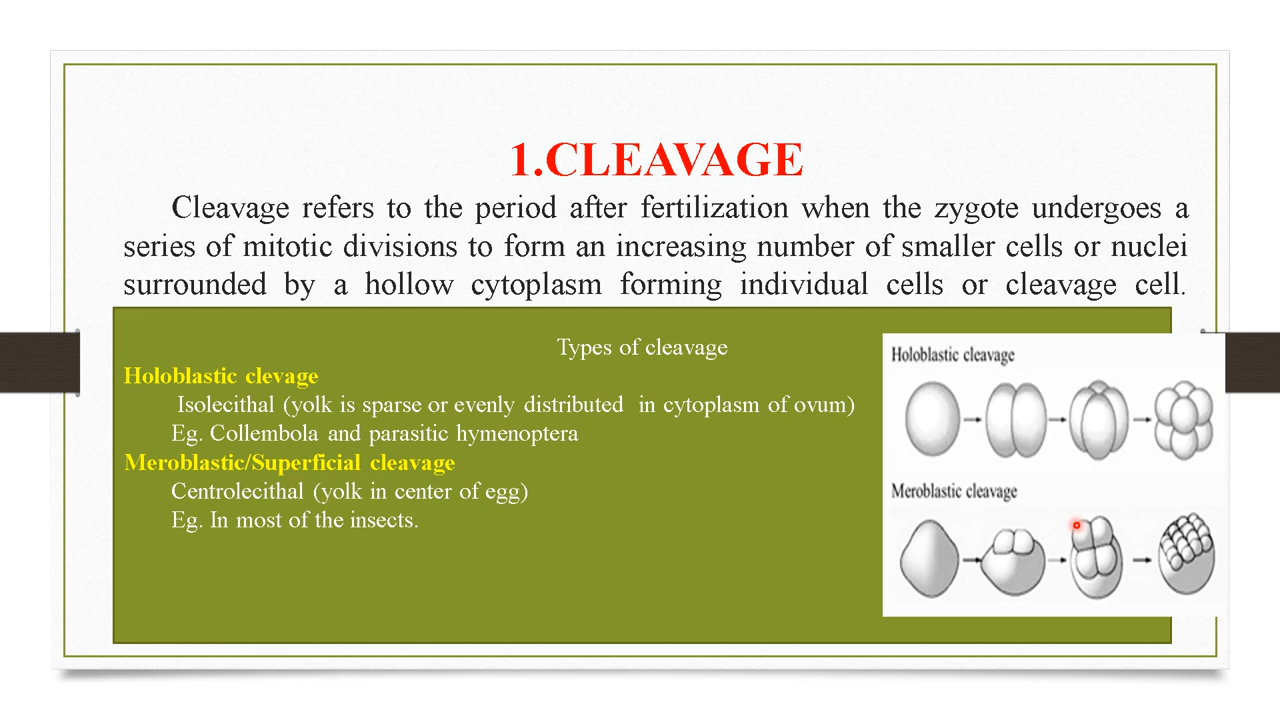 1.CLEAVAGE
Cleavage refers to the period after fertilization when the zygote undergoes a
series of mitotic divisions to form an increasing number of smaller cells or nuclei
surrounded by a hollow cytoplasm forming individual cells or cleavage cell.
Types of cleavage
Holoblastic clevage
Isolecithal (yolk is sparse or evenly distributed in cytoplasm of ovum)
Eg. Collembola and parasitic hymenoptera
Meroblastic/Superficial cleavage
Centrolecithal (yolk in center of egg)
Eg. In most of the insects.
Holoblastic cleavage
Meroblastic cleavage